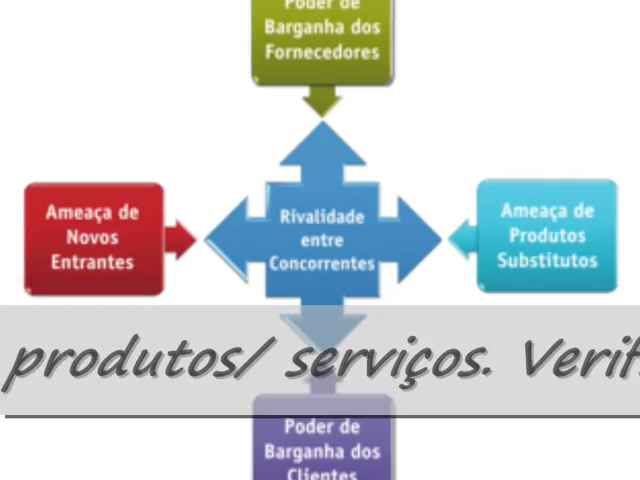 Poder de
Barganha dos
Fornecedores
Ameaça de
Novos
Entrantes
Rivalidade
entre
Concorrentes
Ameaça de
Produtos
Substitutos
produtos/ serviços. Verif
Poder de
Barganha dos
Clientes